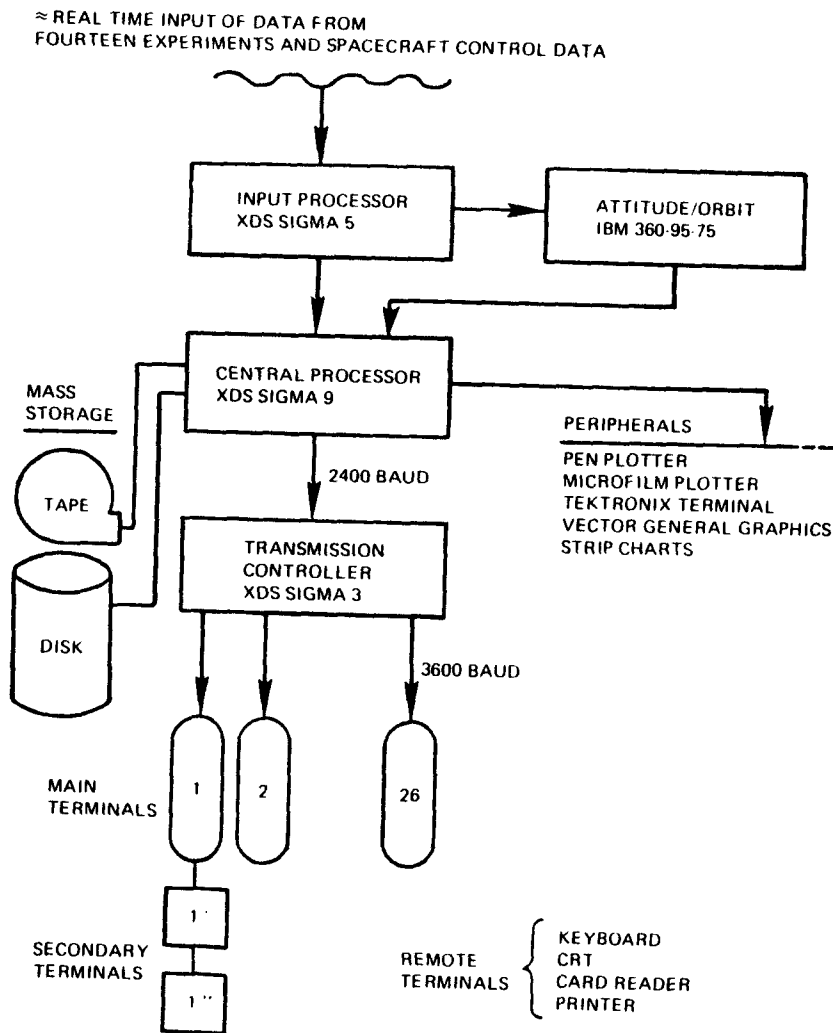 ≈ REAL TIME INPUT OF DATA FROM
FOURTEEN EXPERIMENTS AND SPACECRAFT CONTROL DATA
INPUT PROCESSOR
XDS SIGMA 5
ATTITUDE/ORBIT
IBM 360-95-75
CENTRAL PROCESSOR
XDS SIGMA 9
MASS
STORAGE
TAPE
DISK
PERIPHERALS
PEN PLOTTER
MICROFILM PLOTTER
TEKTRONIX TERMINAL
VECTOR GENERAL GRAPHICS
STRIP CHARTS
2400 BAUD
TRANSMISSION
CONTROLLER
XDS SIGMA 3
3600 BAUD
MAIN
TERMINALS
1
2
26
SECONDARY
TERMINALS
1'
1''
REMOTE
TERMINALS
KEYBOARD
CRT
CARD READER
PRINTER